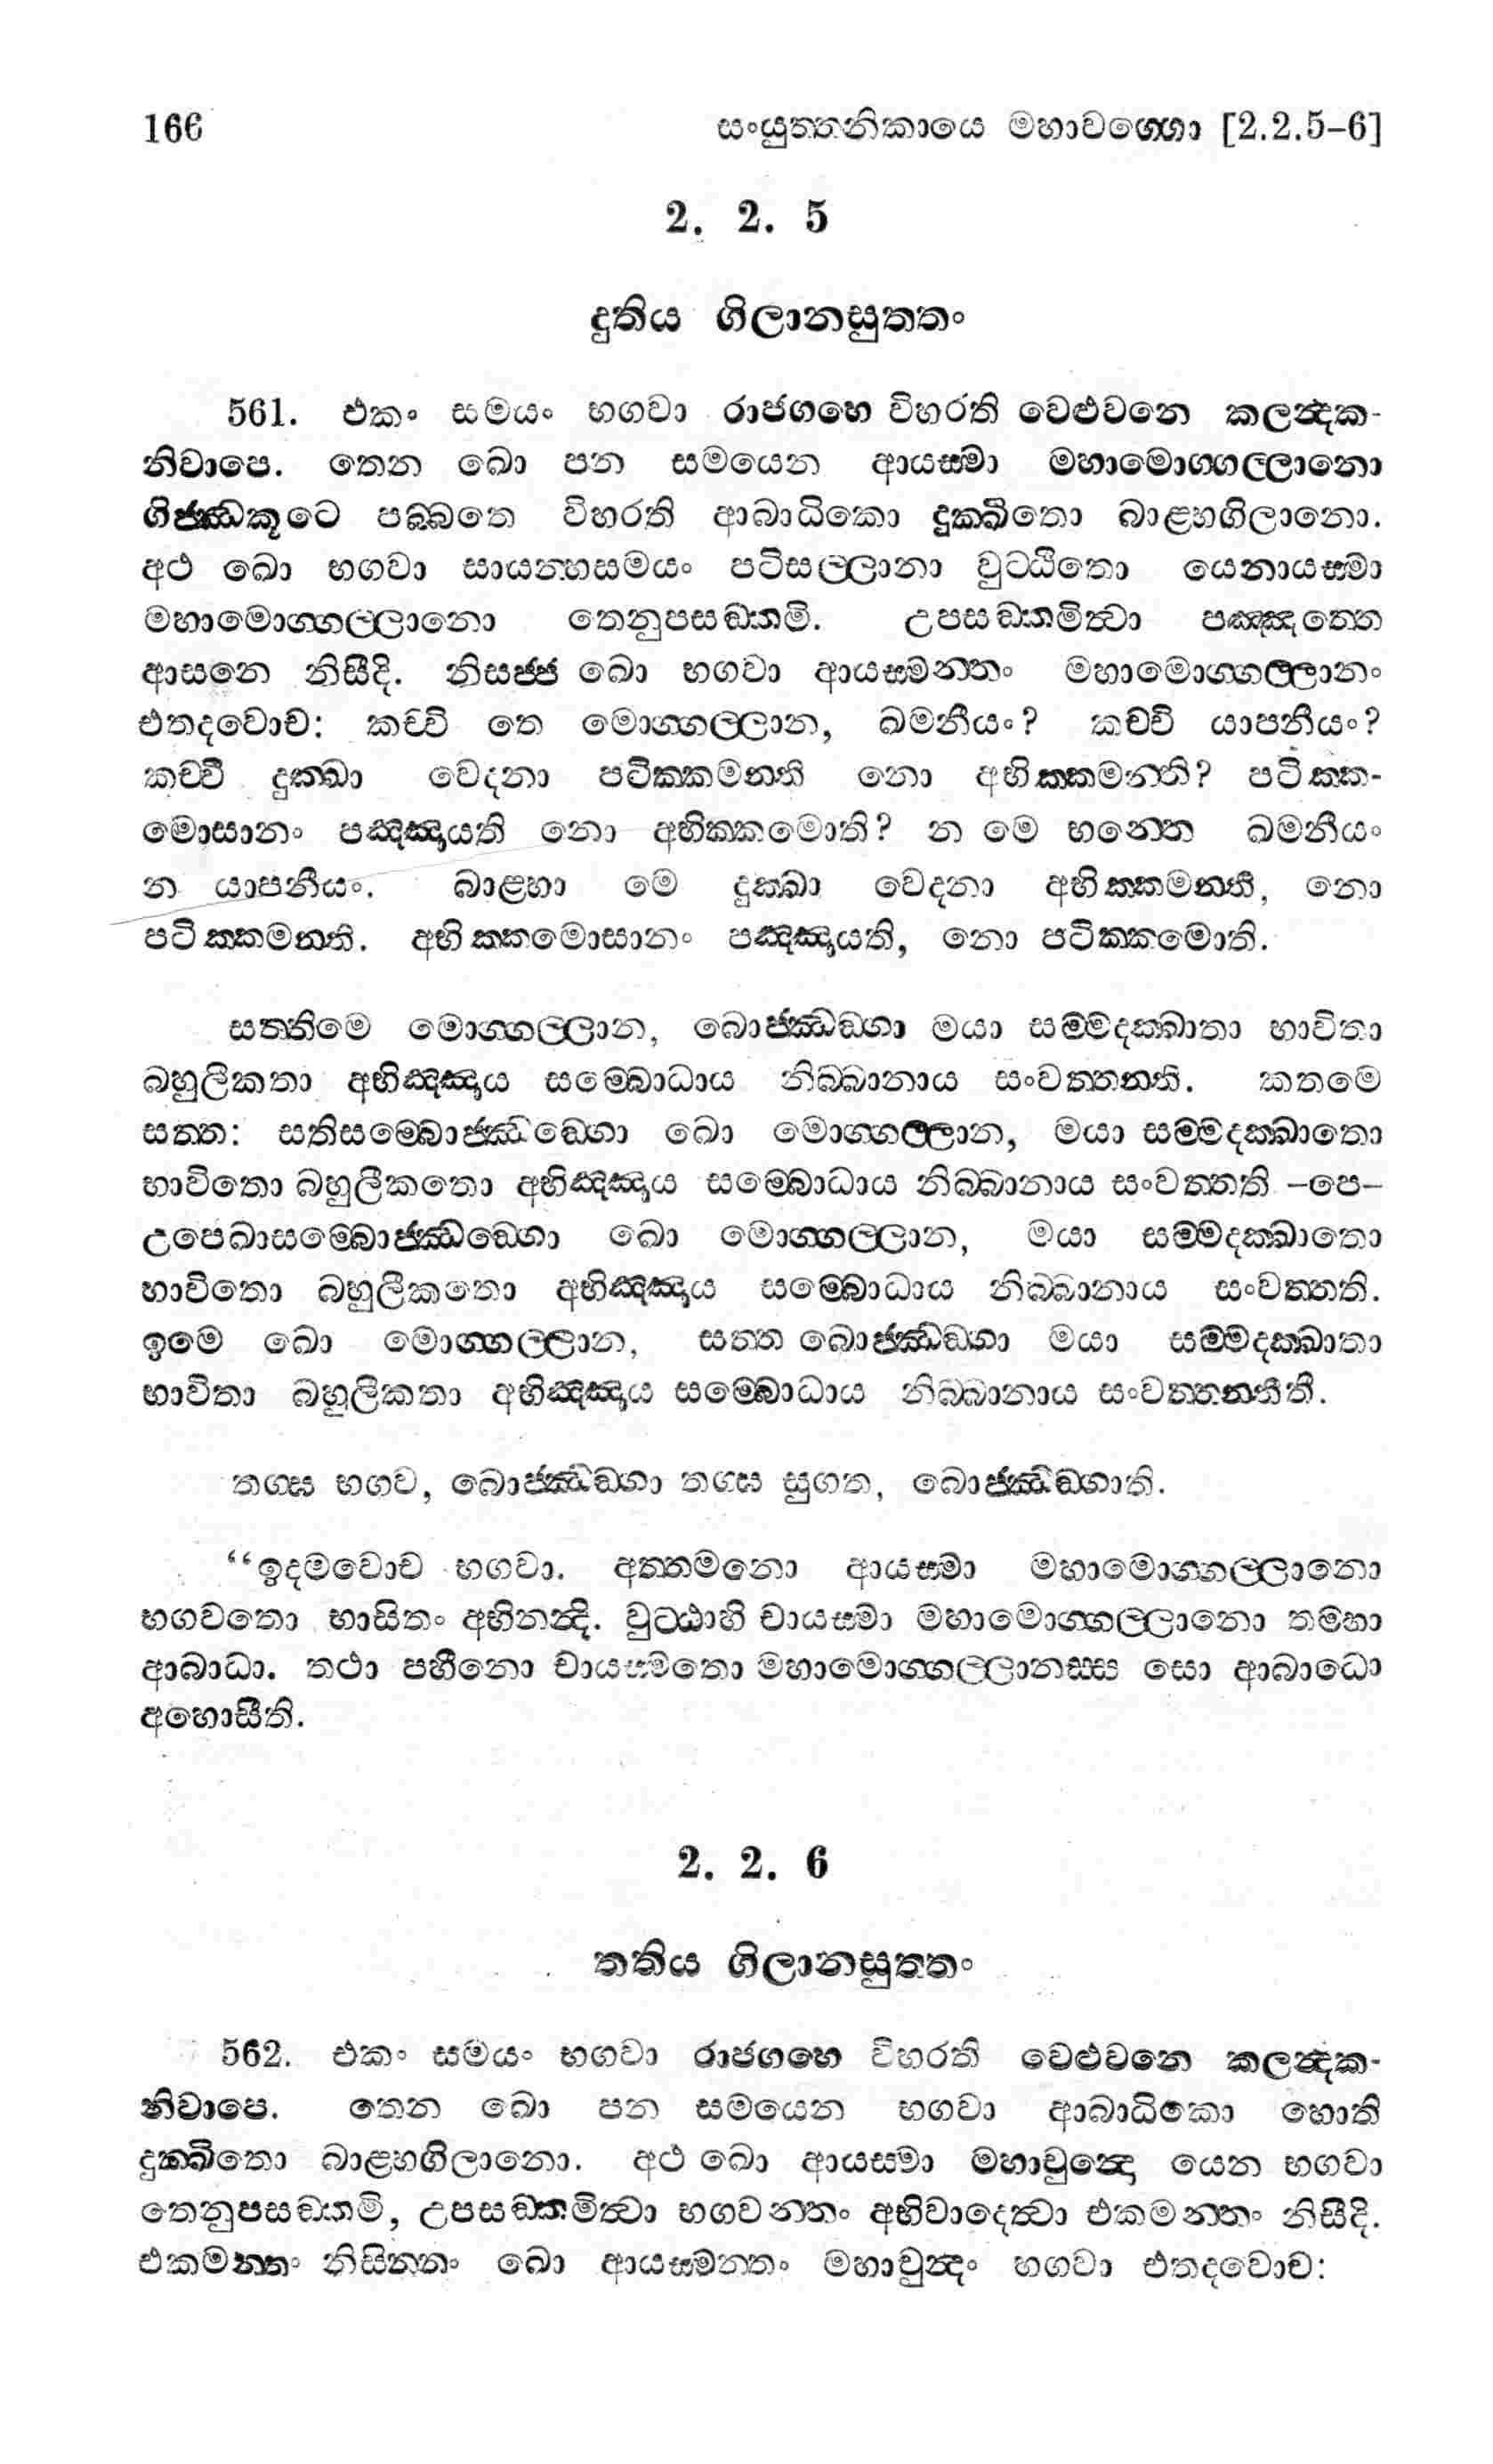 166 සංයුත්තනිකායෙ මහාවග්ගො [2.2.5-6]
2. 2. 5
දුතිය ගිලානසුත්තං
561. එකං සමයං භගවා රාජගහෙ විහරති වෙළුවනෙ කලන්දක-
නිවාපෙ. තෙන ඛො පන සමයෙන ආයස්මා මහාමොග්ගල්ලානො
ගිජ්ඣකූටෙ පබ්බතෙ විහරති ආබාධිකො දුක්ඛිතො බාළහගිලානො.
අථ ඛො භගවා සායන්හසමයං පටිසල්ලානා වුට්ඨිතො යෙනායස්මා
මහාමොග්ගල්ලානො තෙනුපසඞ්කමි. උපසඞ්කමිත්වා පඤ්ඤත්තෙ
ආසනෙ නිසීදි. නිසජ්ජ ඛො භගවා ආයස්මන්තං මහාමොග්ගල්ලානං
එතදවොච: කච්චි තෙ මොග්ගල්ලාන, ඛමනීයං? කච්චි යාපනීයං?
කච්චි දුක්ඛා වෙදනා පටික්කමන්ති නො අභික්කමන්ති? පටික්ක-
මොසානං පඤ්ඤායති නො අභික්කමොති? න මෙ භන්තෙ ඛමනීයං
න යාපනීයං. බාළහා මෙ දුක්ඛා වෙදනා අභික්කමන්ති, නො
පටික්කමන්ති. අභික්කමොසානං පඤ්ඤායති, නො පටික්කමොති.
සත්තිමෙ මොග්ගල්ලාන, බොජ්ඣඞ්ගා මයා සම්මදක්ඛාතා භාවිතා
බහුලිකතා අභිඤ්ඤාය සම්බොධාය නිබ්බානාය සංවත්තන්ති. කතමෙ
සත්ත: සතිසම්බොජ්ඣඞ්ගො ඛො මොග්ගල්ලාන, මයා සම්මදක්ඛාතො
භාවිතො බහුලීකතො අභිඤ්ඤාය සම්බොධාය නිබ්බානාය සංවත්තති -පෙ-
උපෙඛාසම්බොජ්ඣඞ්ගො ඛො මොග්ගල්ලාන, මයා සම්මදක්ඛාතො
භාවිතො බහුලීකතො අභිඤ්ඤාය සම්බොධාය නිබ්බානාය සංවත්තති.
ඉමෙ ඛො මොග්ගල්ලාන, සත්ත බොජ්ඣඞ්ගා මයා සම්මදක්ඛාතා
භාවිතා බහුලීකතා අභිඤ්ඤාය සම්බොධාය නිබ්බානාය සංවත්තන්තීති.
තග්ඝ භගව, බොජ්ඣඞ්ගා තග්ඝ සුගත, බොජ්ඣඞ්ගාති.
“ඉදමවොච භගවා. අත්තමනො ආයස්මා මහාමොග්ගල්ලානො
භගවතො භාසිතං අභිනන්දි. වුට්ඨාහි චායස්මා මහාමොග්ගල්ලානො තම්හා
ආබාධා. තථා පහීනො චායස්මතො මහාමොග්ගල්ලානස්ස සො ආබාධො
අහොසීති.
2. 2. 6
තතිය ගිලානසුත්තං
562. එකං සමයං භගවා රාජගහෙ විහරති වෙළුවනෙ කලන්දක-
නිවාපෙ. තෙන ඛො පන සමයෙන භගවා ආබාධිකො හොති
දුක්ඛිතො බාළහගිලානො. අථ ඛො ආයස්මා මහාචුන්දො යෙන භගවා
තෙනුපසඞ්කමි, උපසඞ්කමිත්වා භගවන්තං අභිවාදෙත්වා එකමන්තං නිසීදි.
එකමන්තං නිසින්නං ඛො ආයස්මන්තං මහාචුන්දං භගවා එතදවොච: